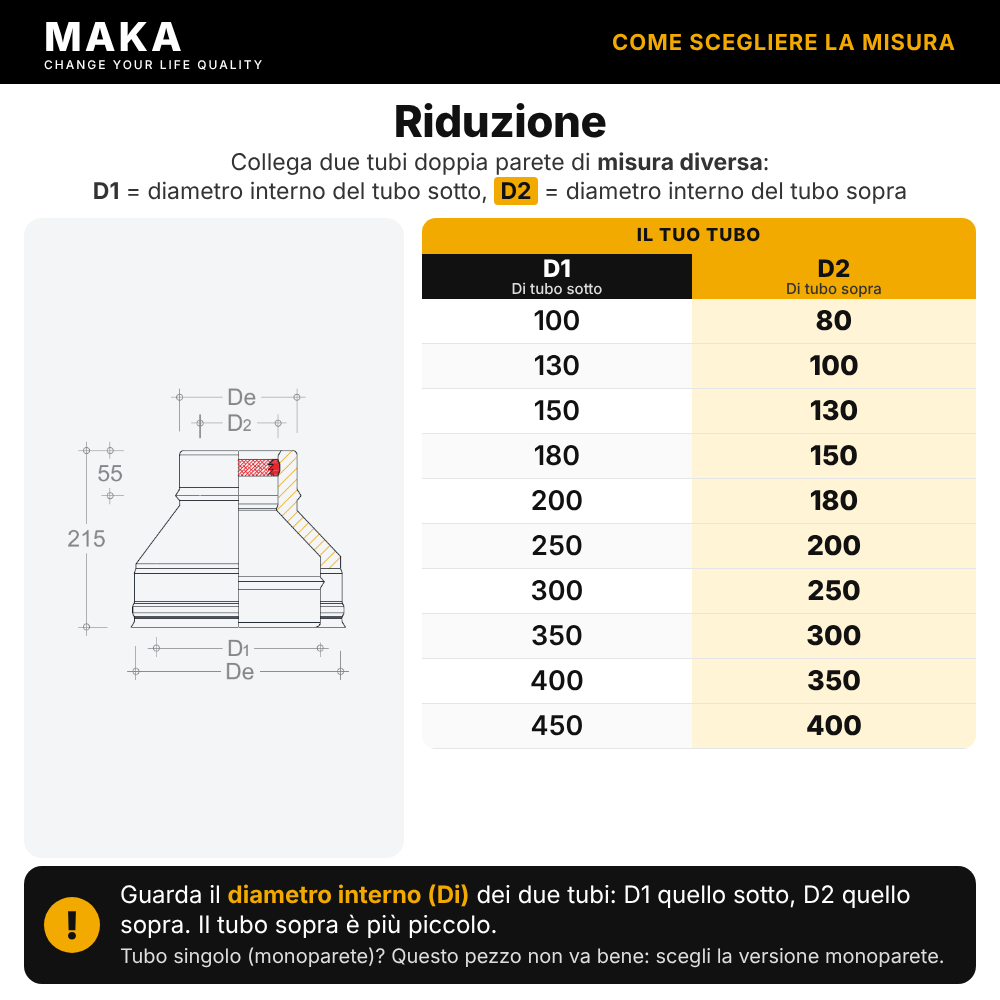 MAKA
CHANGE YOUR LIFE QUALITY
COME SCEGLIERE LA MISURA
Riduzione
Collega due tubi doppia parete di misura diversa:
D1 = diametro interno del tubo sotto, D2 = diametro interno del tubo sopra
De
D2
55
215
D1
De
IL TUO TUBO
D1 D2
Di tubo sotto Di tubo sopra
100 80
130 100
150 130
180 150
200 180
250 200
300 250
350 300
400 350
450 400
!
Guarda il diametro interno (Di) dei due tubi: D1 quello sotto, D2 quello
sopra. Il tubo sopra è più piccolo.
Tubo singolo (monoparete)? Questo pezzo non va bene: scegli la versione monoparete.